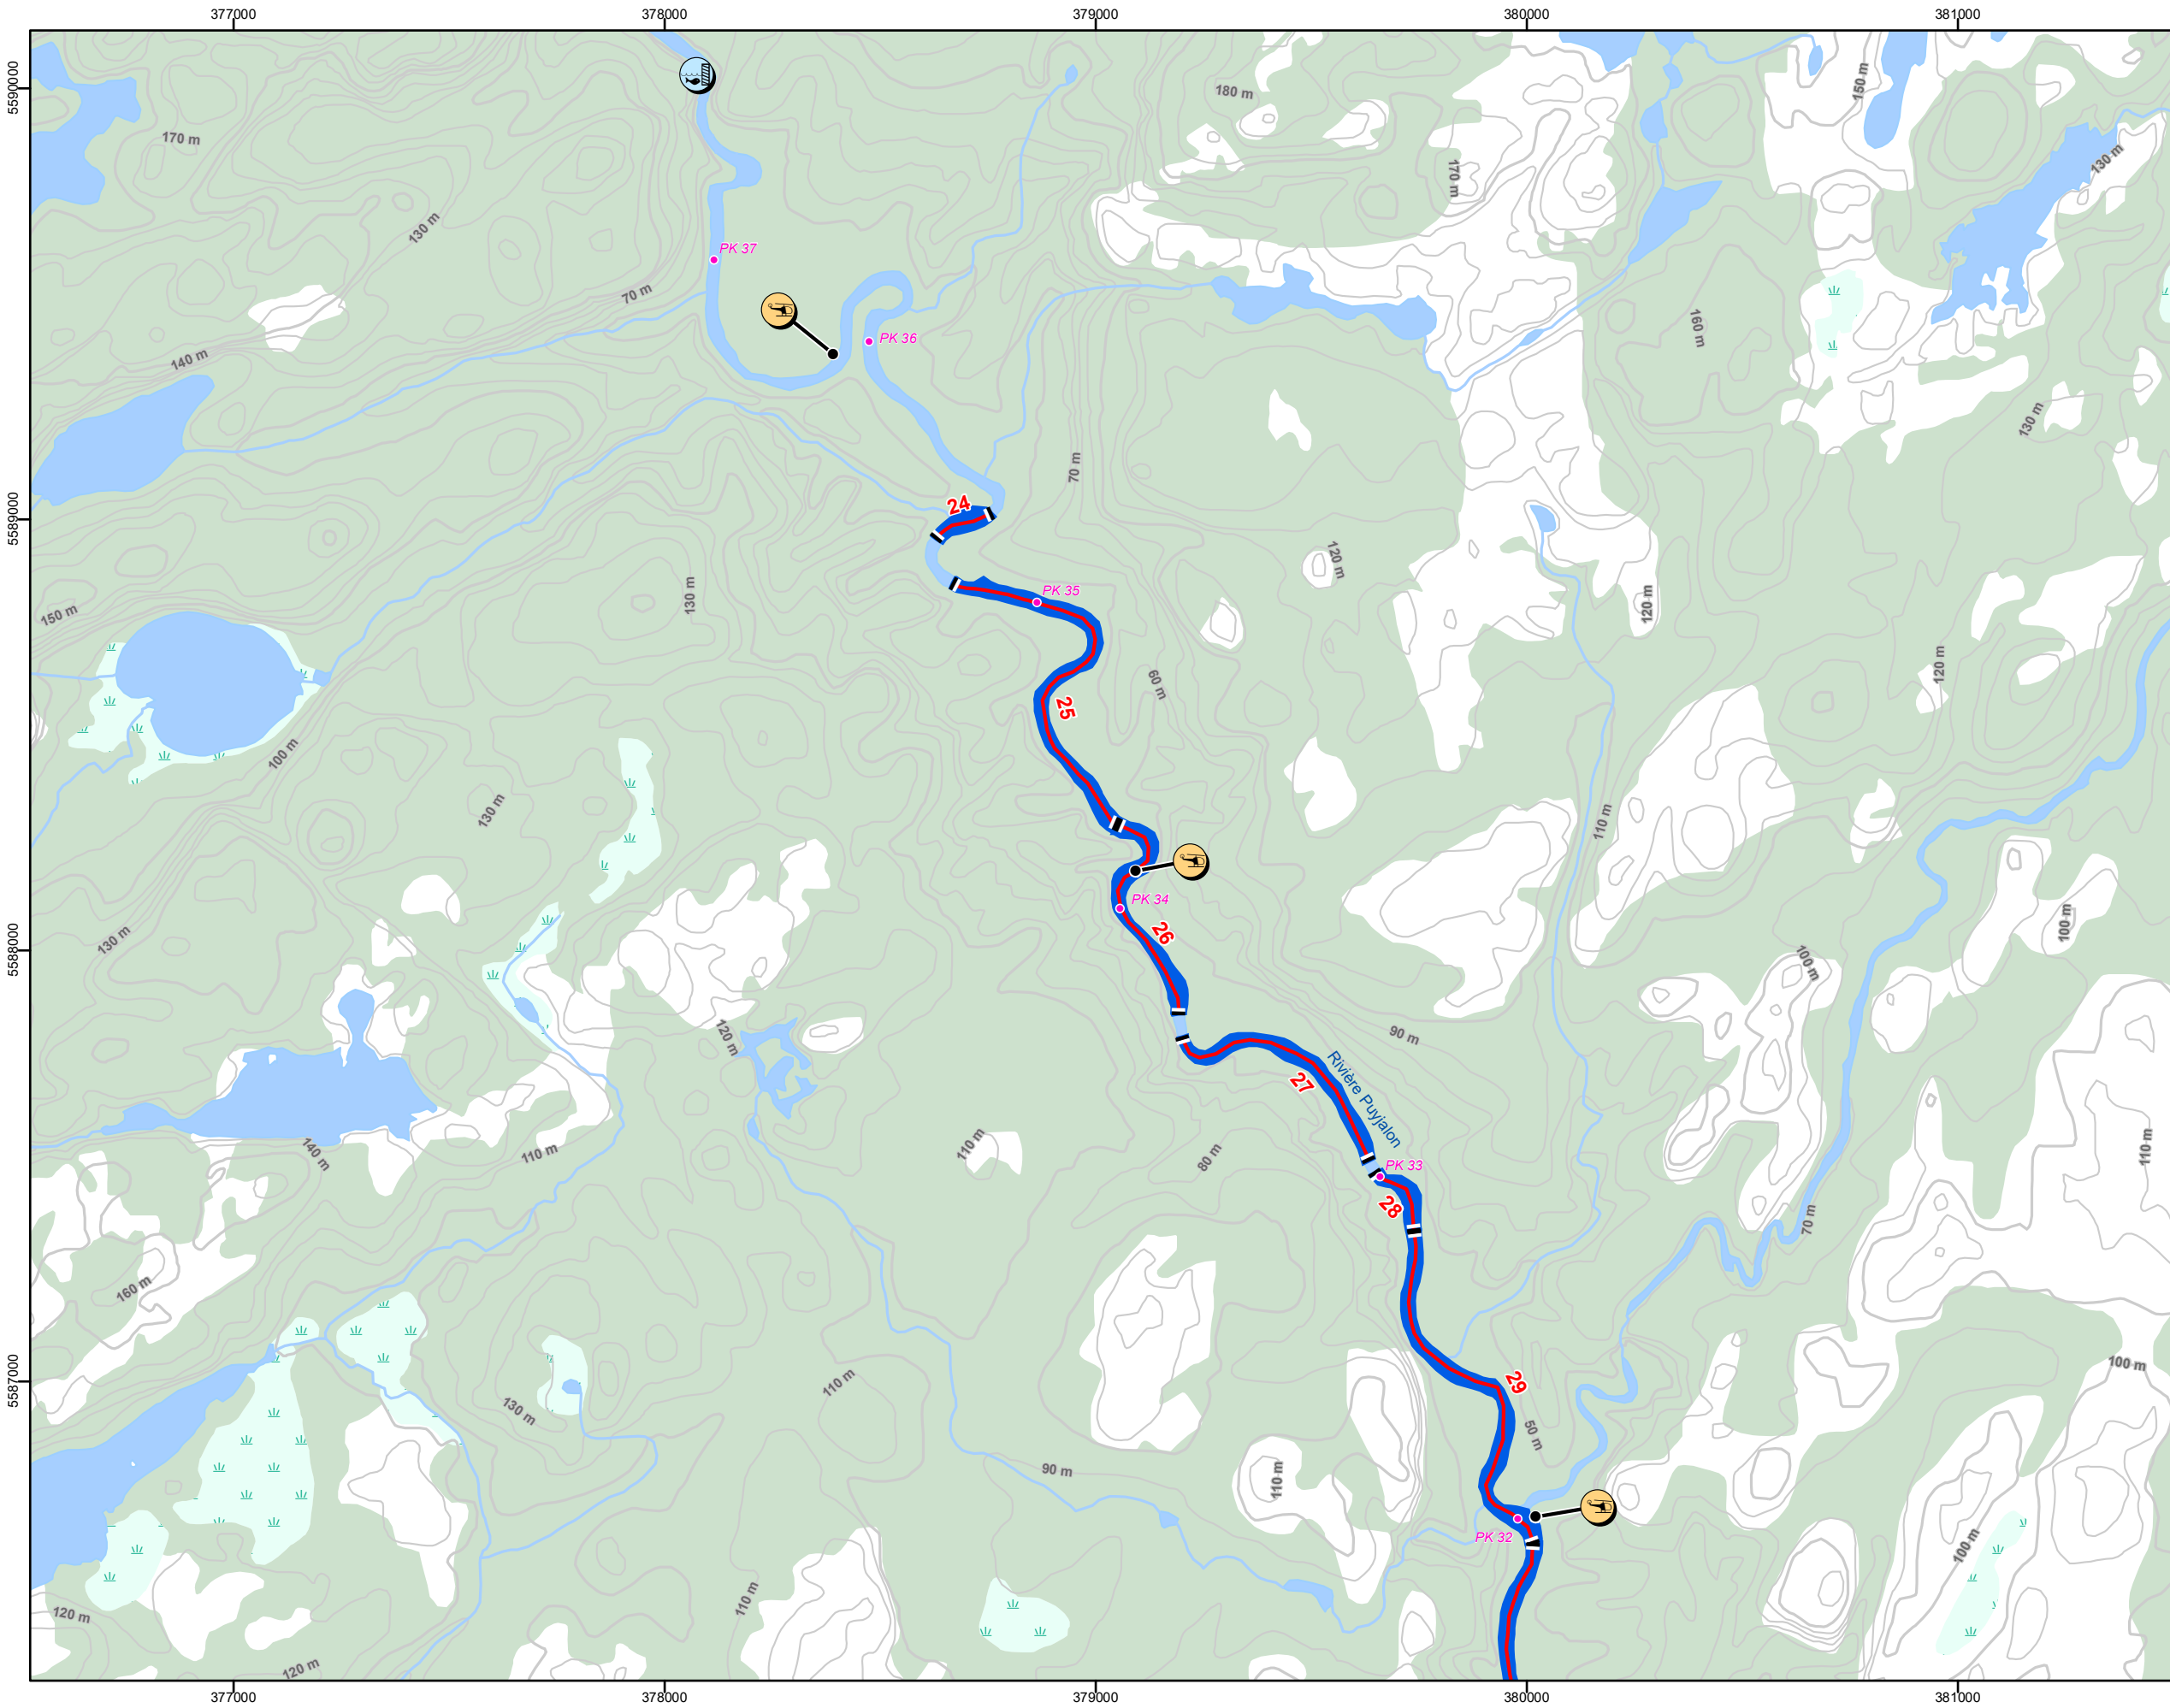 377000
378000
379000
380000
381000
5590000
180 m
150 m
170 m
130 m
170 m
130 m
PK 37
70 m
160 m
PK 36
140 m
130 m
70 m
5589000
24
120 m
PK 35
130 m
120 m
150 m
120 m
60 m
25
100 m
130 m
110 m
PK 34
130 m
26
100 m
100 m
5588000
120 m
90 m
Rivière Puyjalon
27
140 m
110 m
110 m
80 m
110 m
PK 33
28
70 m
160 m
5587000
100 m
110 m
29
130 m
50 m
90 m
110 m
PK 32
100 m
110 m
120 m
120 m
377000
378000
379000
380000
381000